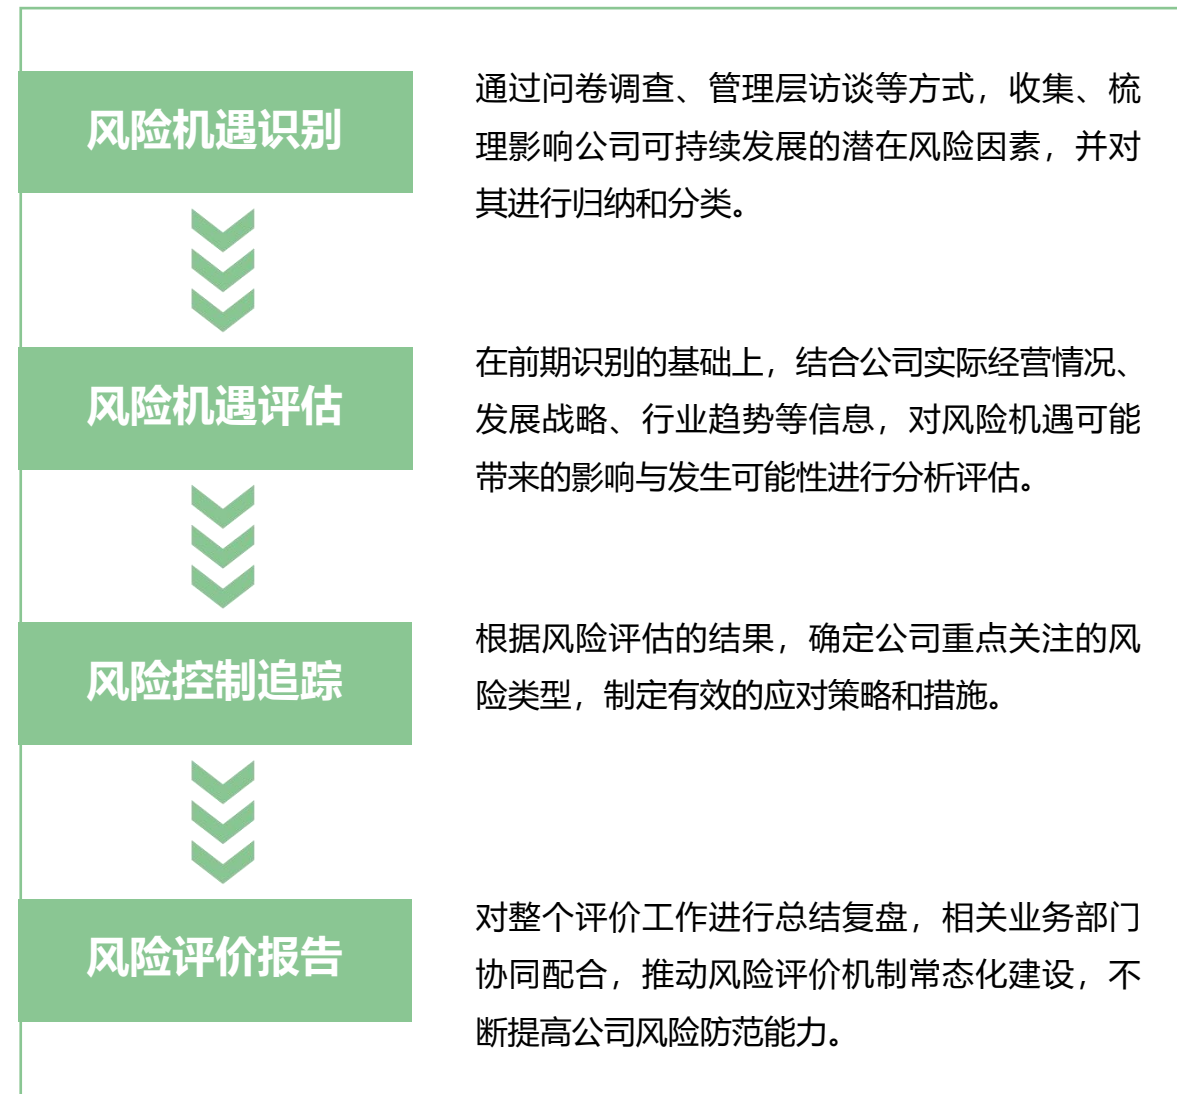 风险机遇识别
通过问卷调查、管理层访谈等方式，收集、梳
理影响公司可持续发展的潜在风险因素，并对
其进行归纳和分类。
风险机遇评估
在前期识别的基础上，结合公司实际经营情况、
发展战略、行业趋势等信息，对风险机遇可能
带来的影响与发生可能性进行分析评估。
风险控制追踪
根据风险评估的结果，确定公司重点关注的风
险类型，制定有效的应对策略和措施。
风险评价报告
对整个评价工作进行总结复盘，相关业务部门
协同配合，推动风险评价机制常态化建设，不
断提高公司风险防范能力。